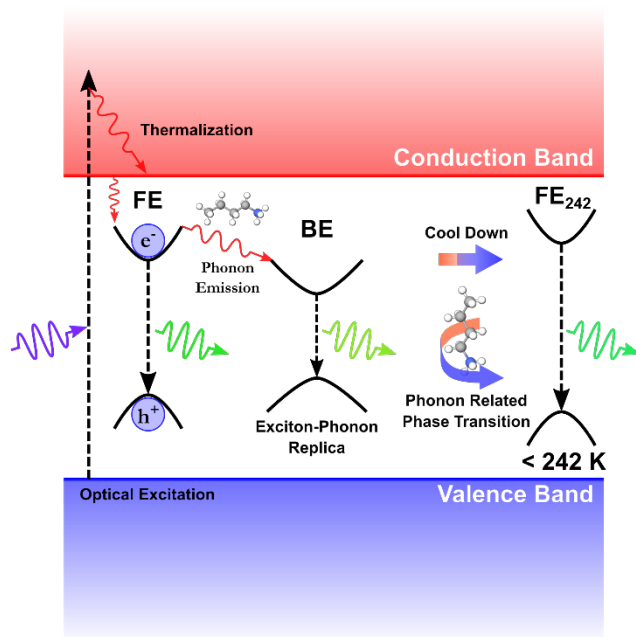 Thermalization
Conduction Band
FE
BE
FE₂₄₂
e⁻
Phonon
Emission
Cool Down
h⁺
Exciton-Phonon
Replica
Phonon Related
Phase Transition
< 242 K
Optical Excitation
Valence Band